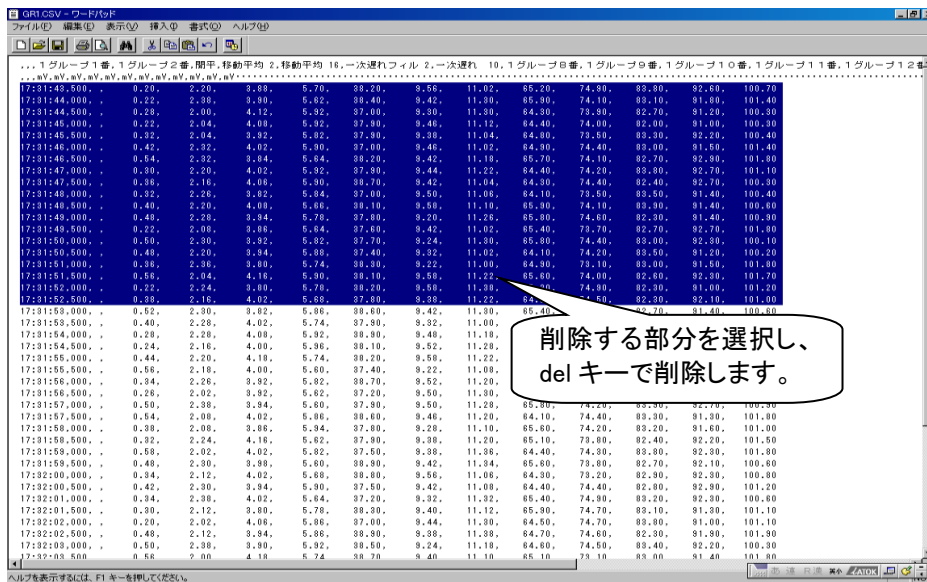 GR1.CSV - ワードパッド
ファイル(F) 編集(E) 表示(V) 挿入(I) 書式(O) ヘルプ(H)
,,,1グループ1番,1グループ2番,開平,移動平均 2,移動平均 16,一次遅れフィル 2,一次遅れ 10,1グループ8番,1グループ9番,1グループ10番,1グループ11番,1グループ12番
,,,mV,mV,mV,mV,mV,mV,mV,mV,mV,mV,mV
17:31:43,500, , 0.20, 2.20, 3.88, 5.70, 38.20, 9.56, 11.02, 65.20, 74.90, 83.80, 92.60, 100.70
17:31:44,000, , 0.22, 2.38, 3.90, 5.62, 38.40, 9.42, 11.30, 65.90, 74.10, 83.10, 91.80, 101.40
17:31:44,500, , 0.28, 2.00, 4.12, 5.92, 37.00, 9.30, 11.30, 64.30, 73.90, 82.70, 91.20, 100.30
17:31:45,000, , 0.22, 2.04, 4.08, 5.92, 37.90, 9.46, 11.12, 64.40, 74.00, 82.00, 91.00, 100.30
17:31:45,500, , 0.32, 2.04, 3.92, 5.82, 37.90, 9.38, 11.04, 64.80, 73.50, 83.30, 92.20, 100.40
17:31:46,000, , 0.42, 2.32, 4.02, 5.90, 37.00, 9.46, 11.02, 64.90, 74.40, 83.00, 91.50, 101.40
17:31:46,500, , 0.54, 2.32, 3.84, 5.64, 38.20, 9.42, 11.18, 65.70, 74.10, 82.70, 92.90, 101.80
17:31:47,000, , 0.30, 2.20, 4.02, 5.92, 37.90, 9.44, 11.22, 64.40, 74.20, 83.80, 92.70, 101.10
17:31:47,500, , 0.36, 2.16, 4.06, 5.90, 38.70, 9.42, 11.04, 64.30, 74.40, 82.40, 92.70, 100.90
17:31:48,000, , 0.32, 2.26, 3.82, 5.84, 37.00, 9.50, 11.06, 64.10, 73.50, 83.50, 91.40, 100.40
17:31:48,500, , 0.40, 2.20, 4.08, 5.66, 38.10, 9.58, 11.10, 65.90, 74.90, 83.90, 91.40, 100.60
17:31:49,000, , 0.48, 2.28, 3.94, 5.78, 37.80, 9.20, 11.26, 65.80, 74.60, 82.30, 91.40, 100.90
17:31:49,500, , 0.22, 2.08, 3.86, 5.64, 37.60, 9.42, 11.02, 65.40, 73.70, 82.70, 92.70, 101.80
17:31:50,000, , 0.50, 2.30, 3.92, 5.82, 37.70, 9.24, 11.30, 65.80, 74.40, 83.00, 92.30, 100.10
17:31:50,500, , 0.48, 2.20, 3.94, 5.88, 37.40, 9.32, 11.02, 64.10, 74.20, 83.50, 91.20, 100.20
17:31:51,000, , 0.36, 2.36, 3.80, 5.74, 38.30, 9.22, 11.00, 64.90, 73.10, 83.00, 91.50, 101.80
17:31:51,500, , 0.56, 2.04, 4.16, 5.90, 38.10, 9.58, 11.22, 65.60, 74.00, 82.60, 92.30, 101.70
17:31:52,000, , 0.22, 2.24, 3.80, 5.70, 38.20, 9.58, 11.38, 74.90, 82.30, 91.00, 101.20
17:31:52,500, , 0.38, 2.16, 4.02, 5.68, 37.80, 9.38, 11.22, 82.30, 92.10, 101.00
17:31:53,000, , 0.52, 2.30, 3.82, 5.86, 38.60, 9.42, 11.30, 65.40, 91.40, 100.60
17:31:53,500, , 0.40, 2.28, 4.02, 5.74, 37.90, 9.32, 11.00,
17:31:54,000, , 0.28, 2.28, 4.08, 5.92, 38.90, 9.48, 11.18,
17:31:54,500, , 0.24, 2.16, 4.00, 5.96, 38.10, 9.52, 11.28,
17:31:55,000, , 0.44, 2.20, 4.18, 5.74, 38.20, 9.58, 11.22,
17:31:55,500, , 0.56, 2.18, 4.00, 5.60, 37.40, 9.22, 11.08,
17:31:56,000, , 0.34, 2.26, 3.92, 5.82, 38.70, 9.52, 11.20,
17:31:56,500, , 0.26, 2.02, 3.92, 5.62, 37.20, 9.50, 11.30,
17:31:57,000, , 0.50, 2.38, 3.94, 5.60, 37.90, 9.50, 11.28, 65.80, 74.20, 83.90, 92.70, 100.90
17:31:57,500, , 0.54, 2.00, 4.02, 5.86, 38.60, 9.46, 11.20, 64.10, 74.40, 83.30, 91.30, 101.80
17:31:58,000, , 0.38, 2.08, 3.86, 5.94, 37.80, 9.28, 11.10, 65.60, 74.20, 83.20, 91.60, 101.00
17:31:58,500, , 0.32, 2.24, 4.16, 5.62, 37.90, 9.38, 11.20, 65.10, 73.80, 82.40, 92.20, 101.50
17:31:59,000, , 0.58, 2.02, 4.02, 5.82, 37.50, 9.38, 11.36, 64.40, 74.30, 83.80, 92.30, 101.80
17:31:59,500, , 0.48, 2.30, 3.98, 5.60, 38.90, 9.42, 11.34, 65.60, 73.80, 82.70, 92.10, 100.60
17:32:00,000, , 0.34, 2.12, 4.02, 5.68, 38.80, 9.56, 11.06, 64.30, 73.20, 82.90, 92.30, 100.80
17:32:00,500, , 0.42, 2.30, 3.94, 5.90, 37.50, 9.42, 11.08, 64.40, 74.40, 82.80, 92.90, 101.20
17:32:01,000, , 0.34, 2.38, 4.02, 5.64, 37.20, 9.32, 11.32, 65.40, 74.90, 83.20, 92.30, 100.60
17:32:01,500, , 0.30, 2.12, 3.80, 5.78, 38.30, 9.40, 11.12, 65.90, 74.70, 83.10, 91.30, 101.10
17:32:02,000, , 0.20, 2.02, 4.06, 5.86, 37.00, 9.44, 11.30, 64.50, 74.70, 83.80, 91.00, 101.10
17:32:02,500, , 0.48, 2.12, 3.94, 5.86, 38.90, 9.38, 11.38, 64.70, 74.60, 82.30, 91.90, 101.90
17:32:03,000, , 0.50, 2.38, 3.90, 5.92, 38.50, 9.24, 11.18, 64.60, 74.50, 83.40, 92.20, 100.30
17:32:03,500
削除する部分を選択し、
del キーで削除します。
ヘルプを表示するには、F1 キーを押してください。